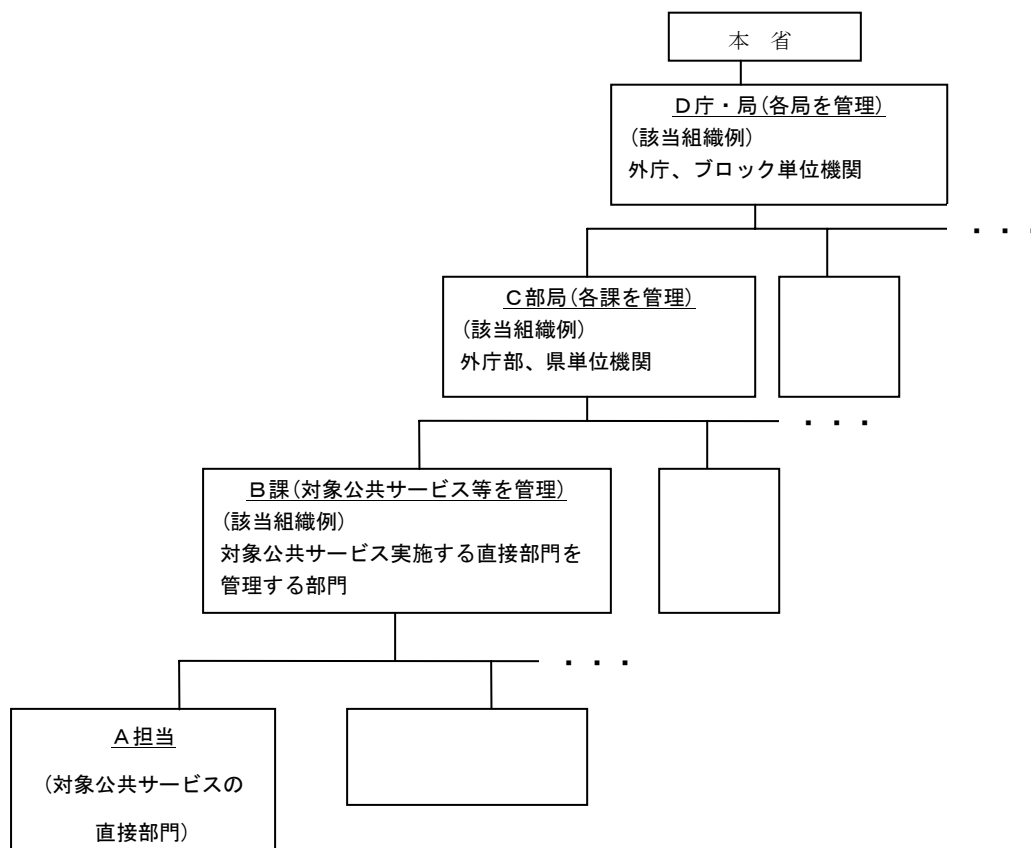 本　省
Ｄ庁・局(各局を管理)
(該当組織例)
外庁、ブロック単位機関
・・・
Ｃ部局(各課を管理)
(該当組織例)
外庁部、県単位機関
・・・
Ｂ課(対象公共サービス等を管理)
(該当組織例)
対象公共サービス実施する直接部門を
管理する部門
・・・
Ａ担当
(対象公共サービスの
直接部門)